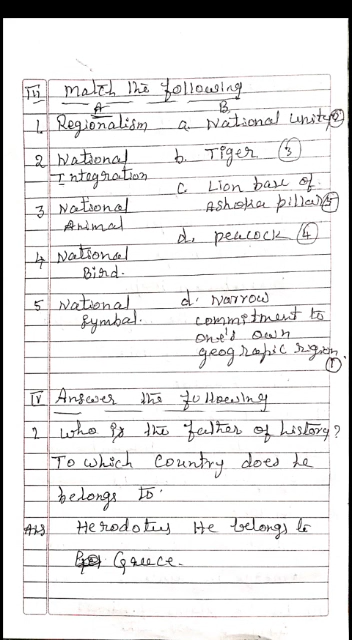 III Match the following
A B
1. Regionalism a. National Unity ②
2 National b. Tiger ③
Integration
c. Lion base of
3 National Ashoka pillar ⑤
Animal
d. peacock ④
4 National
Bird.
5 National d. Narrow
Symbal. commitment to
one's own
geograpic rigion ①
IV Answer the following
1 Who is the father of history?
To which Country does he
belongs to.
Ans Herodotus He belongs to
Greece.